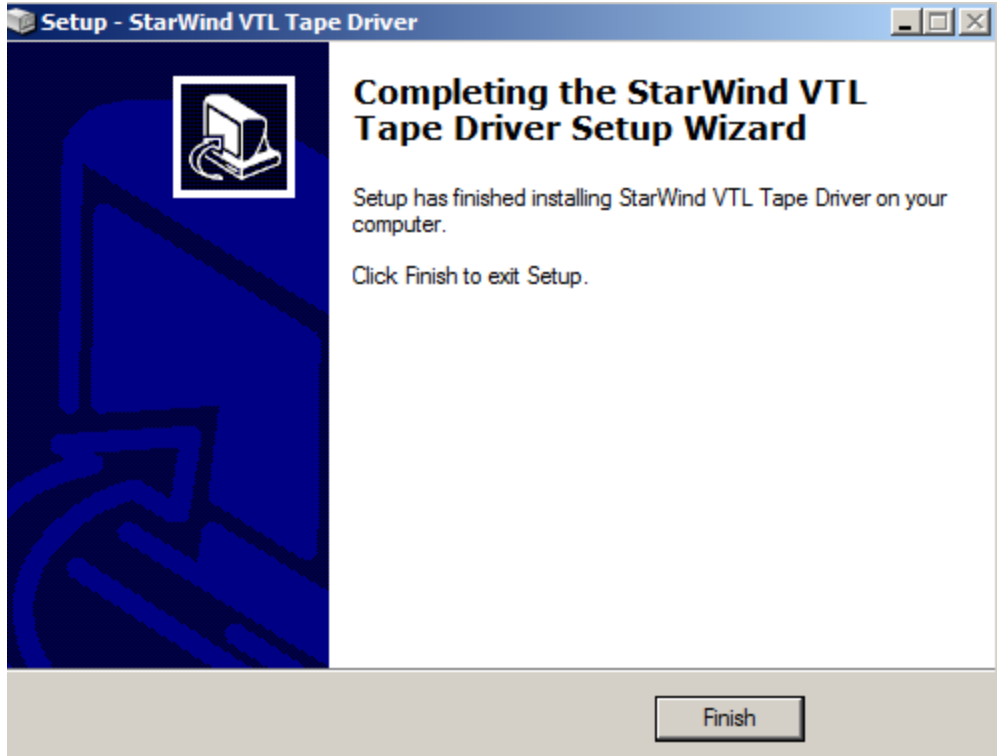 Setup - StarWind VTL Tape Driver
Completing the StarWind VTL
Tape Driver Setup Wizard
Setup has finished installing StarWind VTL Tape Driver on your
computer.
Click Finish to exit Setup.
Finish